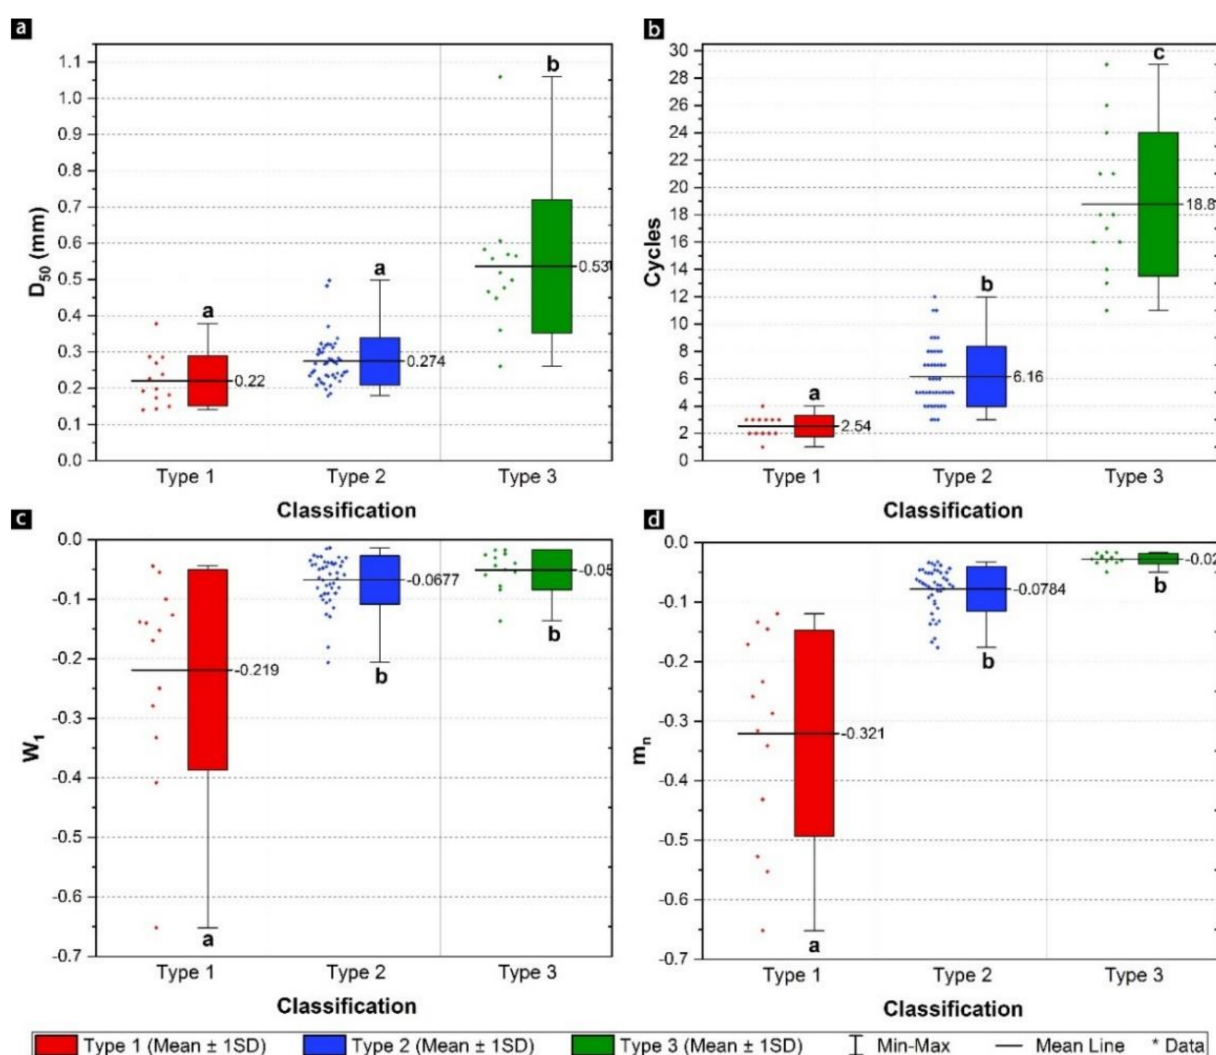 a
1.1
1.0
0.9
0.8
0.7
0.6
0.5
0.4
0.3
0.2
0.1
0.0
D50 (mm)
a
a
b
0.22
0.274
0.53
Type 1
Type 2
Type 3
Classification
b
30
28
26
24
22
20
18
16
14
12
10
8
6
4
2
0
Cycles
a
b
c
2.54
6.16
18.8
Type 1
Type 2
Type 3
Classification
c
0.0
-0.1
-0.2
-0.3
-0.4
-0.5
-0.6
-0.7
W1
-0.219
-0.0677
-0.05
a
b
b
Type 1
Type 2
Type 3
Classification
d
0.0
-0.1
-0.2
-0.3
-0.4
-0.5
-0.6
-0.7
mn
-0.321
-0.0784
-0.02
a
b
b
Type 1
Type 2
Type 3
Classification
Type 1 (Mean ± 1SD) Type 2 (Mean ± 1SD) Type 3 (Mean ± 1SD) Min-Max Mean Line * Data